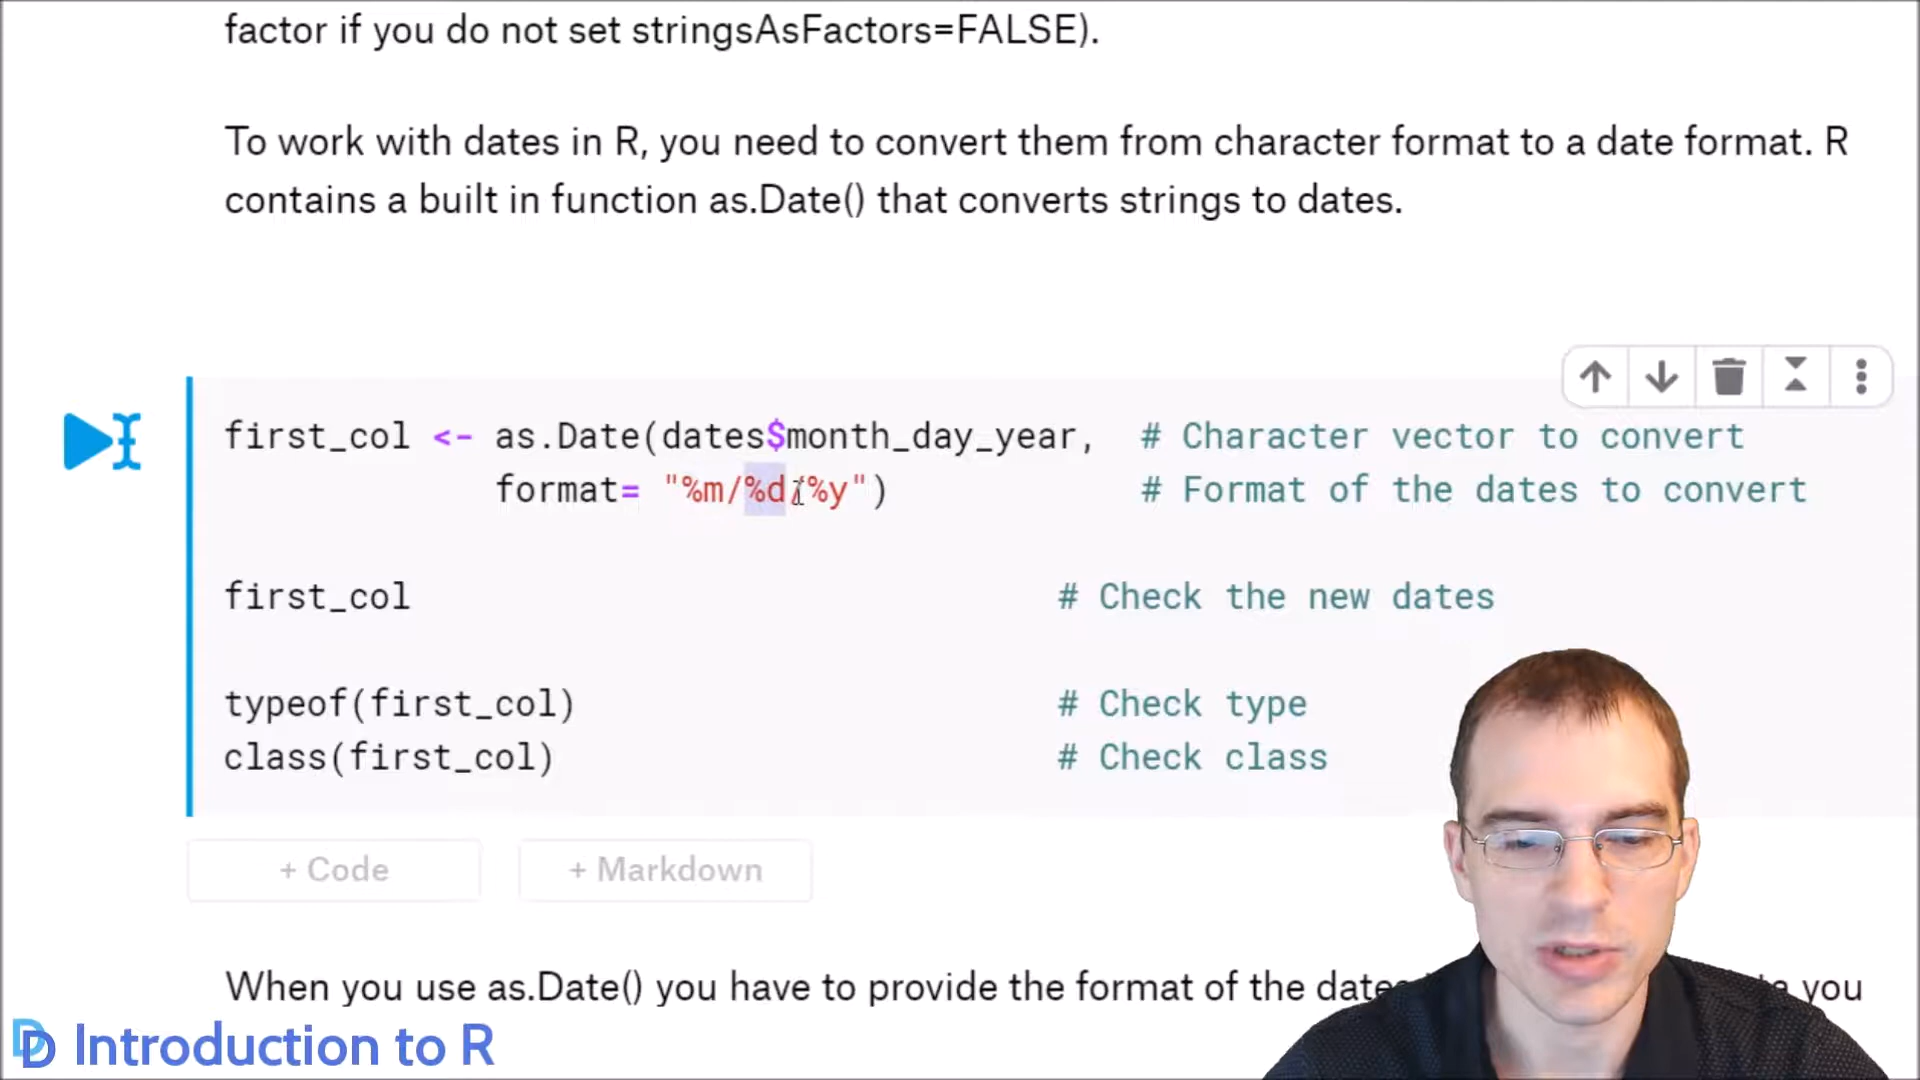 factor if you do not set stringsAsFactors=FALSE).
To work with dates in R, you need to convert them from character format to a date format. R
contains a built in function as.Date() that converts strings to dates.
first_col <- as.Date(dates$month_day_year, # Character vector to convert
format= "%m/%d/%y") # Format of the dates to convert
first_col # Check the new dates
typeof(first_col) # Check type
class(first_col) # Check class
+ Code + Markdown
When you use as.Date() you have to provide the format of the dates you
D Introduction to R